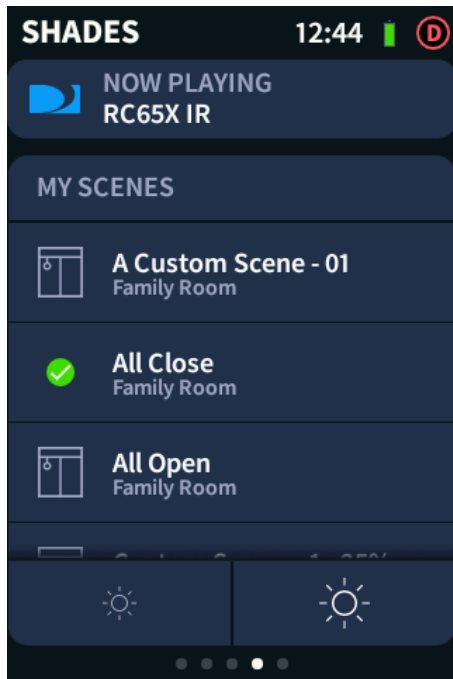 SHADES 12:44 D
NOW PLAYING
RC65X IR
MY SCENES
A Custom Scene - 01
Family Room
All Close
Family Room
All Open
Family Room